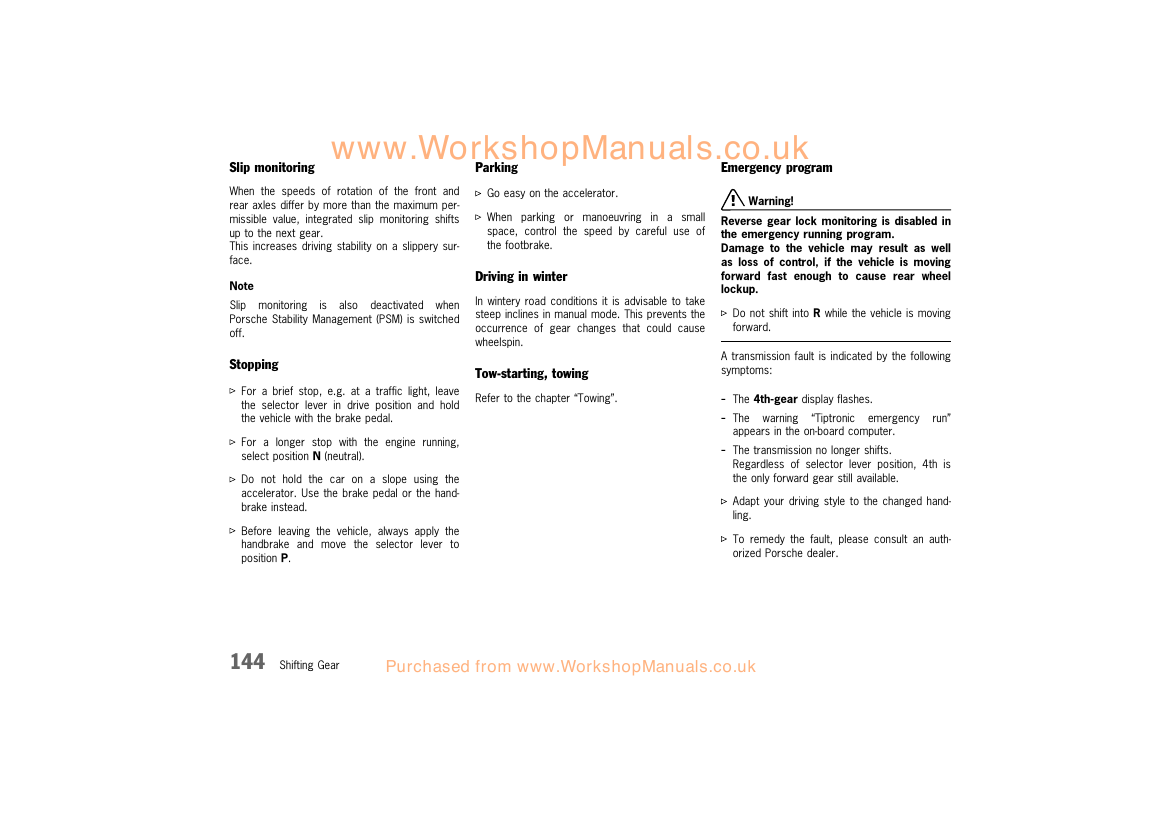 www.WorkshopManuals.co.uk
Slip monitoring
When the speeds of rotation of the front and
rear axles differ by more than the maximum per-
missible value, integrated slip monitoring shifts
up to the next gear.
This increases driving stability on a slippery sur-
face.
Note
Slip monitoring is also deactivated when
Porsche Stability Management (PSM) is switched
off.
Stopping
▷ For a brief stop, e.g. at a traffic light, leave
the selector lever in drive position and hold
the vehicle with the brake pedal.
▷ For a longer stop with the engine running,
select position N (neutral).
▷ Do not hold the car on a slope using the
accelerator. Use the brake pedal or the hand-
brake instead.
▷ Before leaving the vehicle, always apply the
handbrake and move the selector lever to
position P.
Parking
▷ Go easy on the accelerator.
▷ When parking or manoeuvring in a small
space, control the speed by careful use of
the footbrake.
Driving in winter
In wintery road conditions it is advisable to take
steep inclines in manual mode. This prevents the
occurrence of gear changes that could cause
wheelspin.
Tow-starting, towing
Refer to the chapter “Towing”.
Emergency program
Warning!
Reverse gear lock monitoring is disabled in
the emergency running program.
Damage to the vehicle may result as well
as loss of control, if the vehicle is moving
forward fast enough to cause rear wheel
lockup.
▷ Do not shift into R while the vehicle is moving
forward.
A transmission fault is indicated by the following
symptoms:
– The 4th-gear display flashes.
– The warning “Tiptronic emergency run”
appears in the on-board computer.
– The transmission no longer shifts.
Regardless of selector lever position, 4th is
the only forward gear still available.
▷ Adapt your driving style to the changed hand-
ling.
▷ To remedy the fault, please consult an auth-
orized Porsche dealer.
144 Shifting Gear
Purchased from www.WorkshopManuals.co.uk